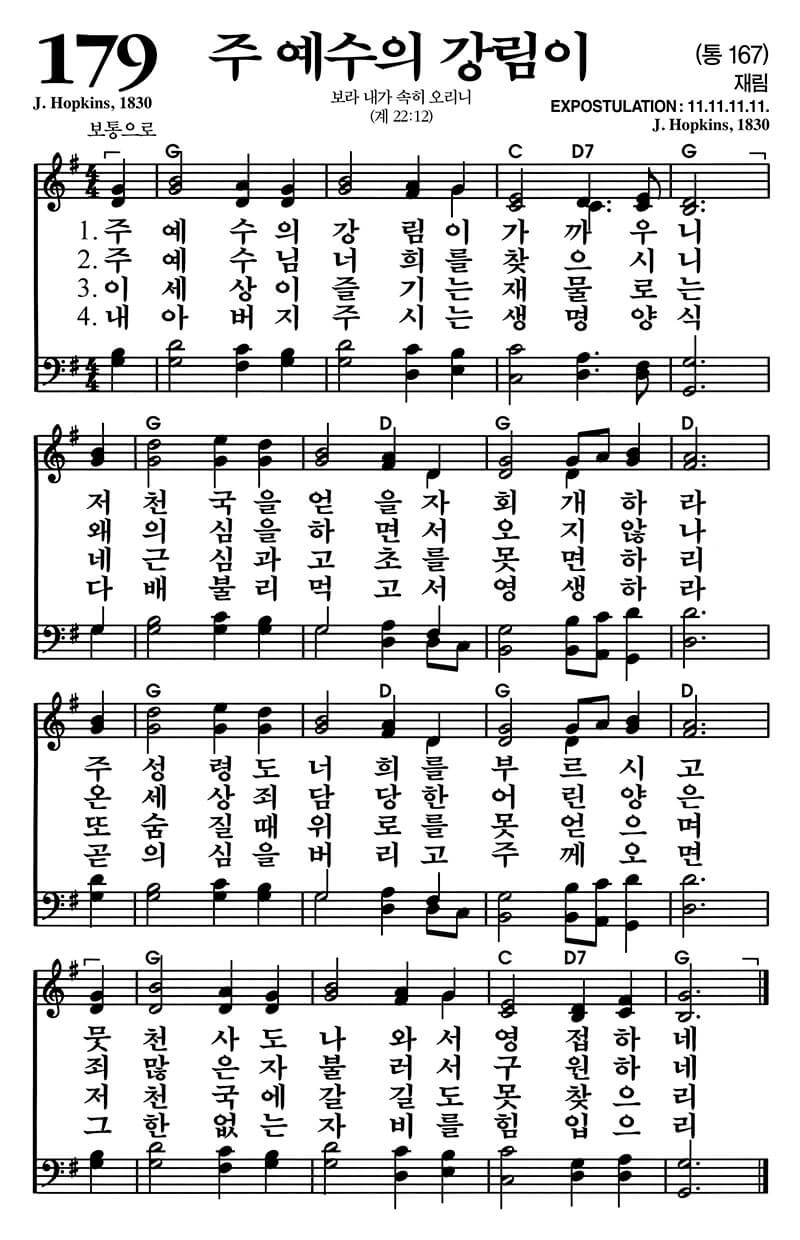 179 주 예수의 강림이 (통 167)
재림
J. Hopkins, 1830 보라 내가 속히 오리니 EXPOSTULATION : 11.11.11.11.
(계 22:12) J. Hopkins, 1830
보통으로
G C D7 G
4 4
1. 주 예 수 의 강 림 이 가 까 우 니
2. 주 예 수 님 너 희 를 찾 으 시 니
3. 이 세 상 이 즐 기 는 재 물 로 는
4. 내 아 버 지 주 시 는 생 명 양 식
4 4
G D G D
저 천 국 을 얻 을 자 회 개 하 라
왜 의 심 을 하 면 서 오 지 않 나
네 근 심 과 고 초 를 못 면 하 리
다 배 불 리 먹 고 서 영 생 하 라
G D G D
주 성 령 도 너 희 를 부 르 시 고
온 세 상 죄 담 당 한 어 린 양 은
또 숨 질 때 위 로 를 못 얻 으 며
곧 의 심 을 버 리 고 주 께 오 면
G C D7 G
뭇 천 사 도 나 와 서 영 접 하 네
죄 많 은 자 불 러 서 구 원 하 네
저 천 국 에 갈 길 도 못 찾 으 리
그 한 없 는 자 비 를 힘 입 으 리